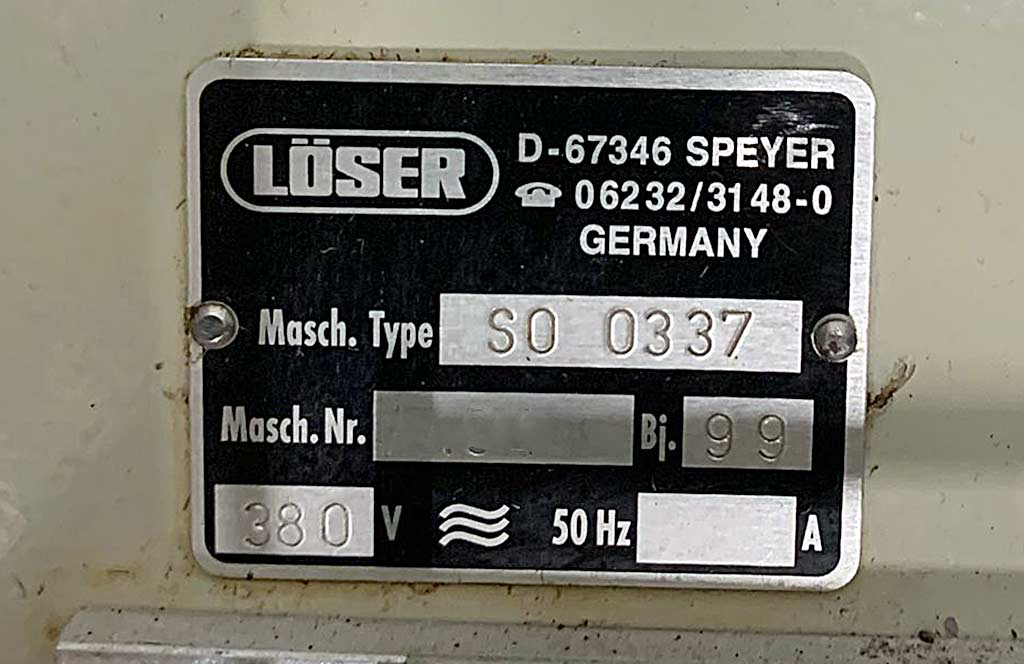 LÖSER
D-67346 SPEYER
☎ 06232/3148-0
GERMANY
Masch. Type SO 0337
Masch. Nr. Bj. 99
380 V 50 Hz A